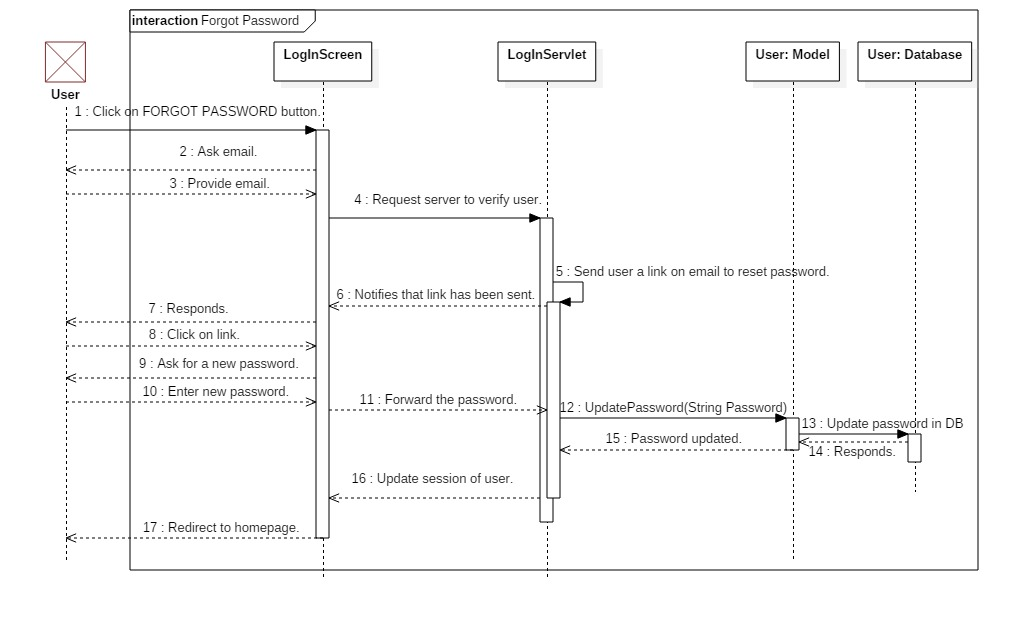 interaction Forgot Password
LogInScreen
LogInServlet
User: Model
User: Database
User
1 : Click on FORGOT PASSWORD button.
2 : Ask email.
3 : Provide email.
4 : Request server to verify user.
5 : Send user a link on email to reset password.
6 : Notifies that link has been sent.
7 : Responds.
8 : Click on link.
9 : Ask for a new password.
10 : Enter new password.
11 : Forward the password.
12 : UpdatePassword(String Password)
13 : Update password in DB
14 : Responds.
15 : Password updated.
16 : Update session of user.
17 : Redirect to homepage.